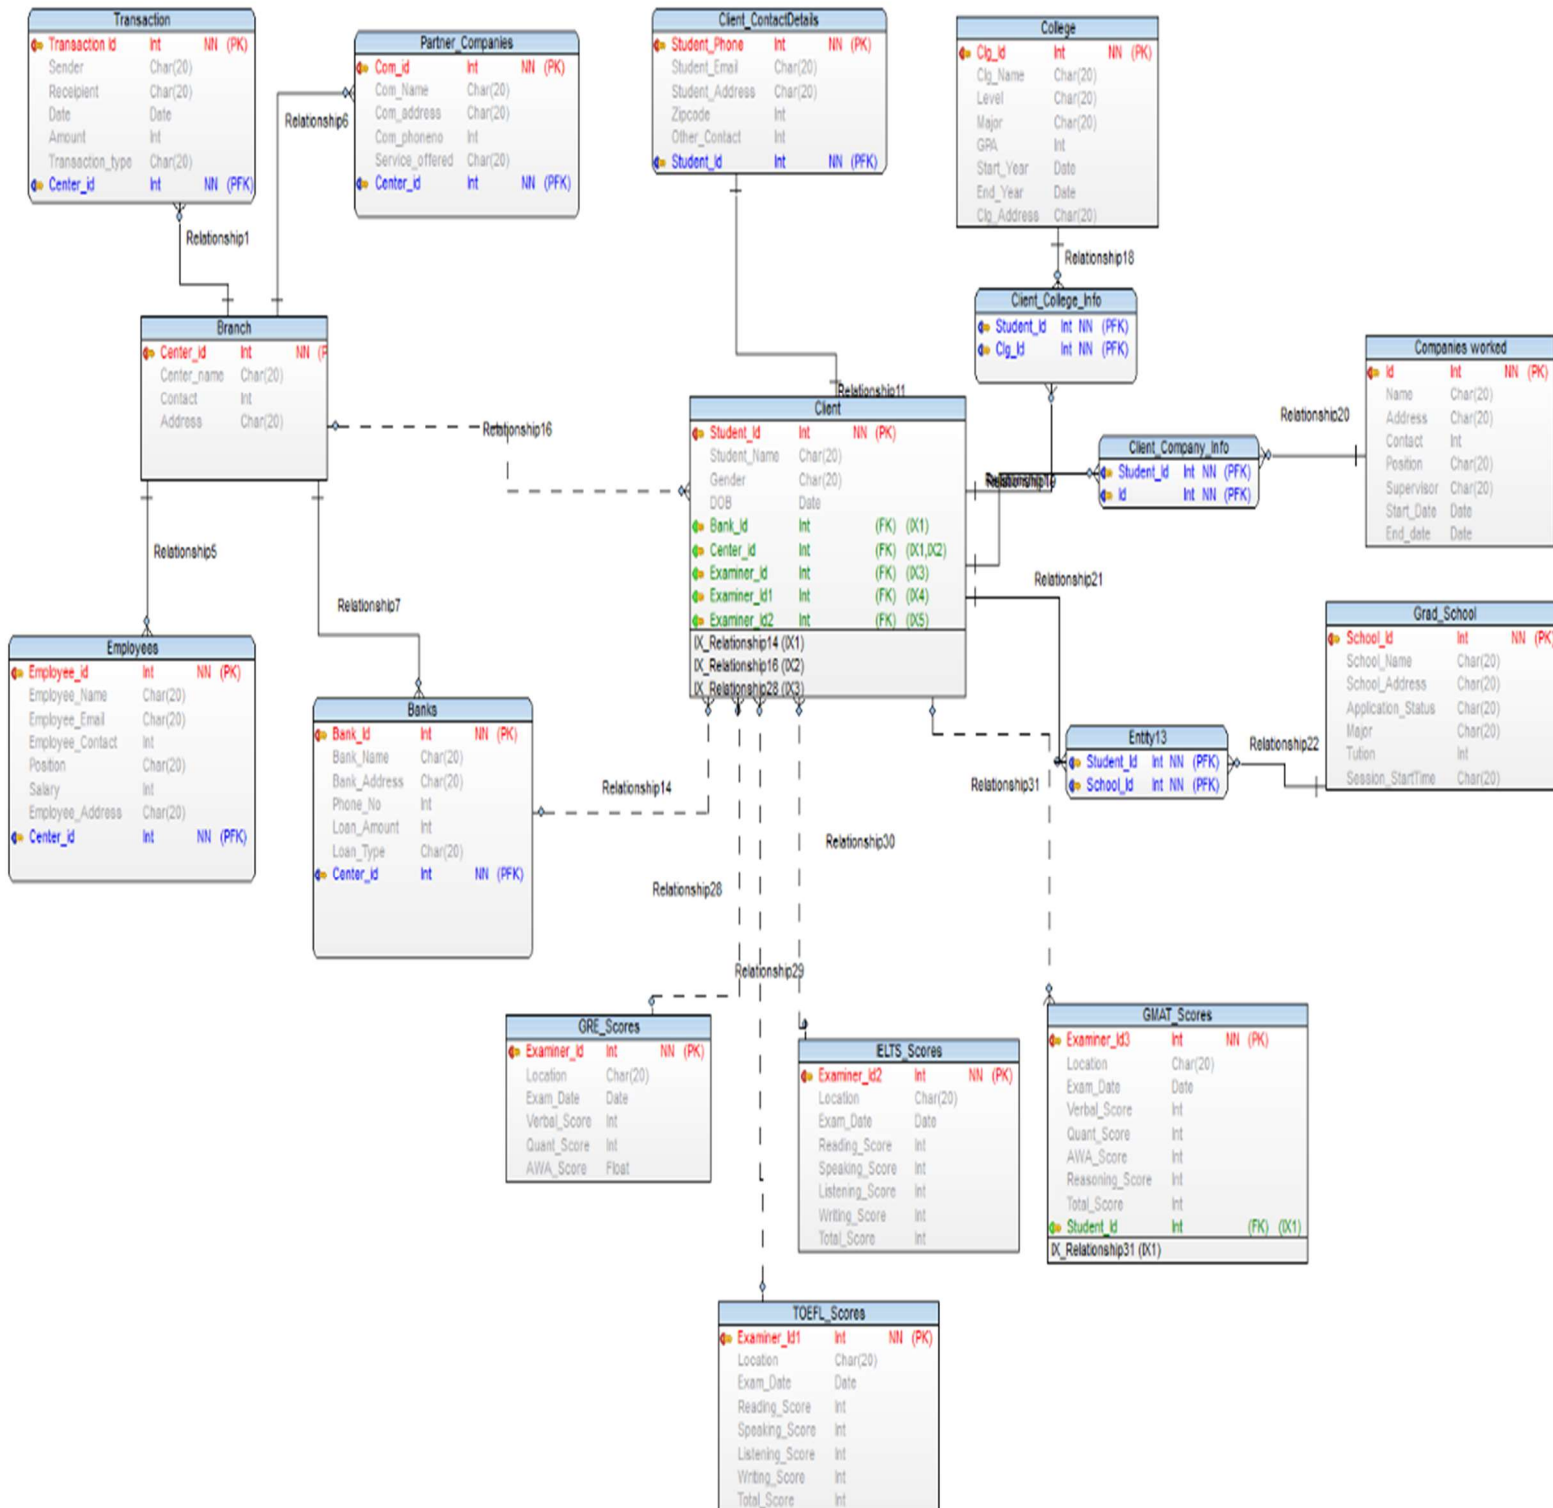 Transaction
Transaction Id Int NN (PK)
Sender Char(20)
Receipient Char(20)
Date Date
Amount Int
Transaction_type Char(20)
Center_id Int NN (PFK)
Partner_Companies
Com_id Int NN (PK)
Com_Name Char(20)
Com_address Char(20)
Com_phoneno Int
Service_offered Char(20)
Center_id Int NN (PFK)
Client_ContactDetails
Student_Phone Int NN (PK)
Student_Email Char(20)
Student_Address Char(20)
Zipcode Int
Other_Contact Int
Student_Id Int NN (PFK)
College
Clg_Id Int NN (PK)
Clg_Name Char(20)
Level Char(20)
Major Char(20)
GPA Int
Start_Year Date
End_Year Date
Clg_Address Char(20)
Relationship6
Relationship1
Relationship18
Client_College_Info
Student_Id Int NN (PFK)
Clg_Id Int NN (PFK)
Branch
Center_id Int NN (P
Center_name Char(20)
Contact Int
Address Char(20)
Companies worked
Id Int NN (PK)
Name Char(20)
Address Char(20)
Contact Int
Position Char(20)
Supervisor Char(20)
Start_Date Date
End_date Date
Relationship11
Relationship16
Relationship20
Client
Student_Id Int NN (PK)
Student_Name Char(20)
Gender Char(20)
DOB Date
Bank_Id Int (FK) (IX1)
Center_id Int (FK) (IX1,IX2)
Examiner_Id Int (FK) (IX3)
Examiner_Id1 Int (FK) (IX4)
Examiner_Id2 Int (FK) (IX5)
IX_Relationship14 (IX1)
IX_Relationship16 (IX2)
IX_Relationship28 (IX3)
Client_Company_Info
Student_Id Int NN (PFK)
Id Int NN (PFK)
Relationship5
Relationship7
Relationship21
Grad_School
School_Id Int NN (PK)
School_Name Char(20)
School_Address Char(20)
Application_Status Char(20)
Major Char(20)
Tution Int
Session_StartTime Char(20)
Employees
Employee_id Int NN (PK)
Employee_Name Char(20)
Employee_Email Char(20)
Employee_Contact Int
Position Char(20)
Salary Int
Employee_Address Char(20)
Center_id Int NN (PFK)
Banks
Bank_Id Int NN (PK)
Bank_Name Char(20)
Bank_Address Char(20)
Phone_No Int
Loan_Amount Int
Loan_Type Char(20)
Center_id Int NN (PFK)
Entity13
Student_Id Int NN (PFK)
School_Id Int NN (PFK)
Relationship22
Relationship14
Relationship31
Relationship30
Relationship28
Relationship29
GRE_Scores
Examiner_Id Int NN (PK)
Location Char(20)
Exam_Date Date
Verbal_Score Int
Quant_Score Int
AWA_Score Float
IELTS_Scores
Examiner_Id2 Int NN (PK)
Location Char(20)
Exam_Date Date
Reading_Score Int
Speaking_Score Int
Listening_Score Int
Writing_Score Int
Total_Score Int
GMAT_Scores
Examiner_Id3 Int NN (PK)
Location Char(20)
Exam_Date Date
Verbal_Score Int
Quant_Score Int
AWA_Score Int
Reasoning_Score Int
Total_Score Int
Student_Id Int (FK) (IX1)
IX_Relationship31 (IX1)
TOEFL_Scores
Examiner_Id1 Int NN (PK)
Location Char(20)
Exam_Date Date
Reading_Score Int
Speaking_Score Int
Listening_Score Int
Writing_Score Int
Total_Score Int